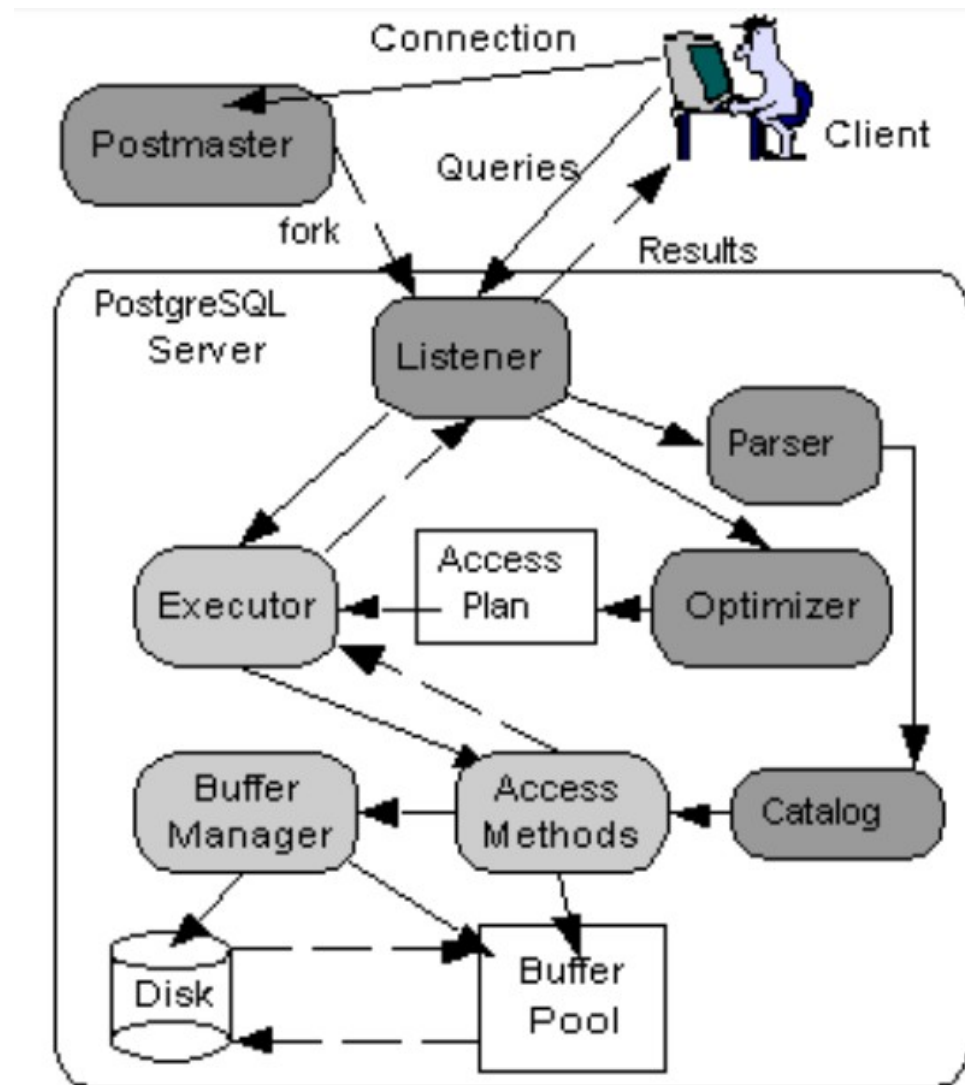 Connection
Postmaster
Client
Queries
fork
Results
PostgreSQL
Server
Listener
Parser
Access
Plan
Executor
Optimizer
Buffer
Manager
Access
Methods
Catalog
Disk
Buffer
Pool